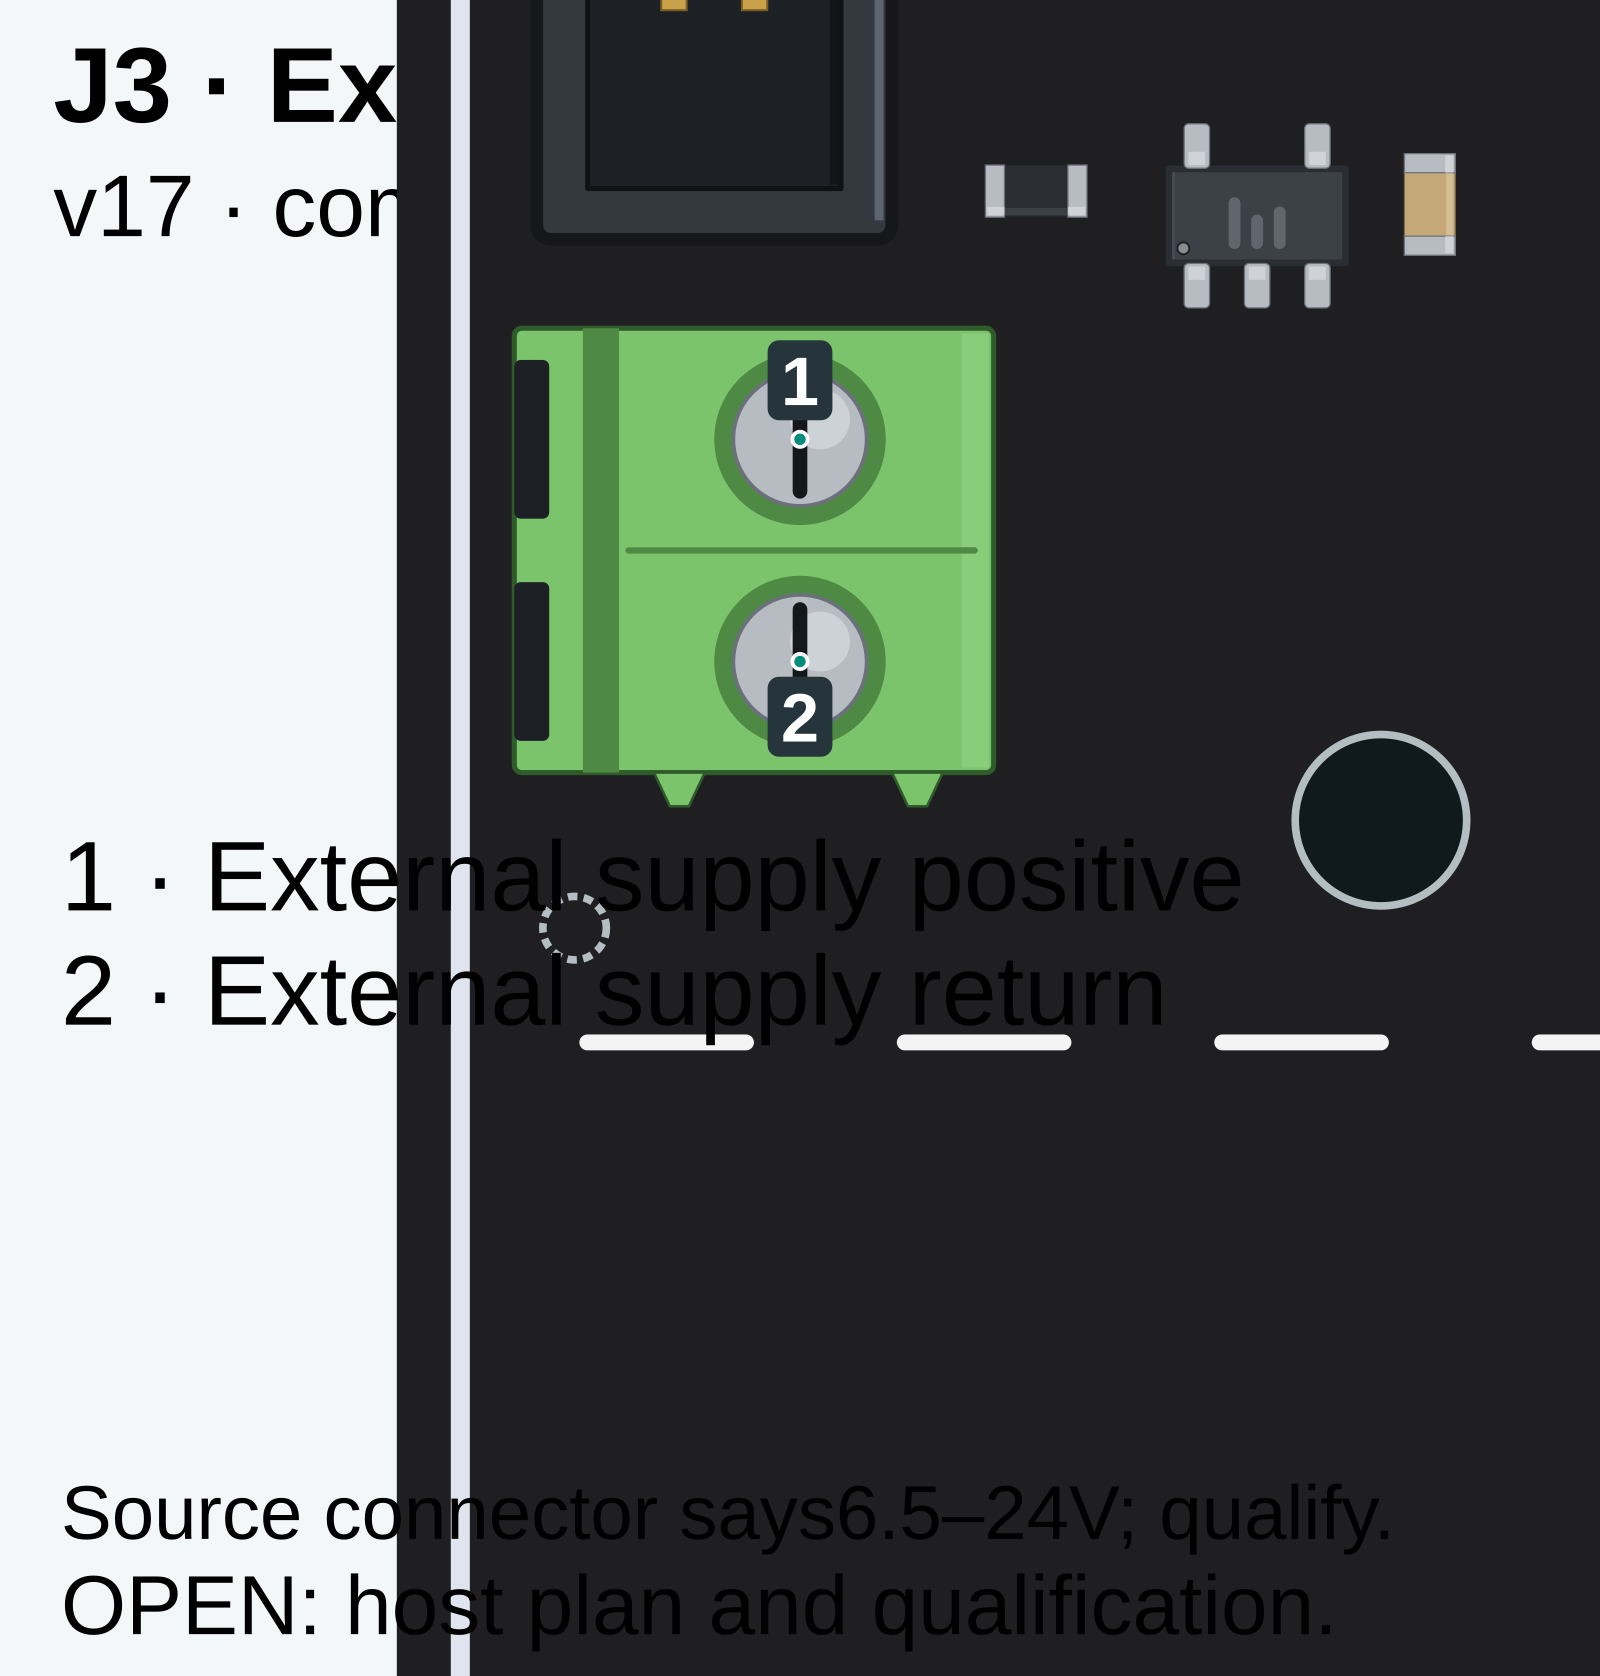 J3 · Ex
v17 · con
1
2
1 · External supply positive
2 · External supply return
Source connector says6.5–24V; qualify.
OPEN: host plan and qualification.